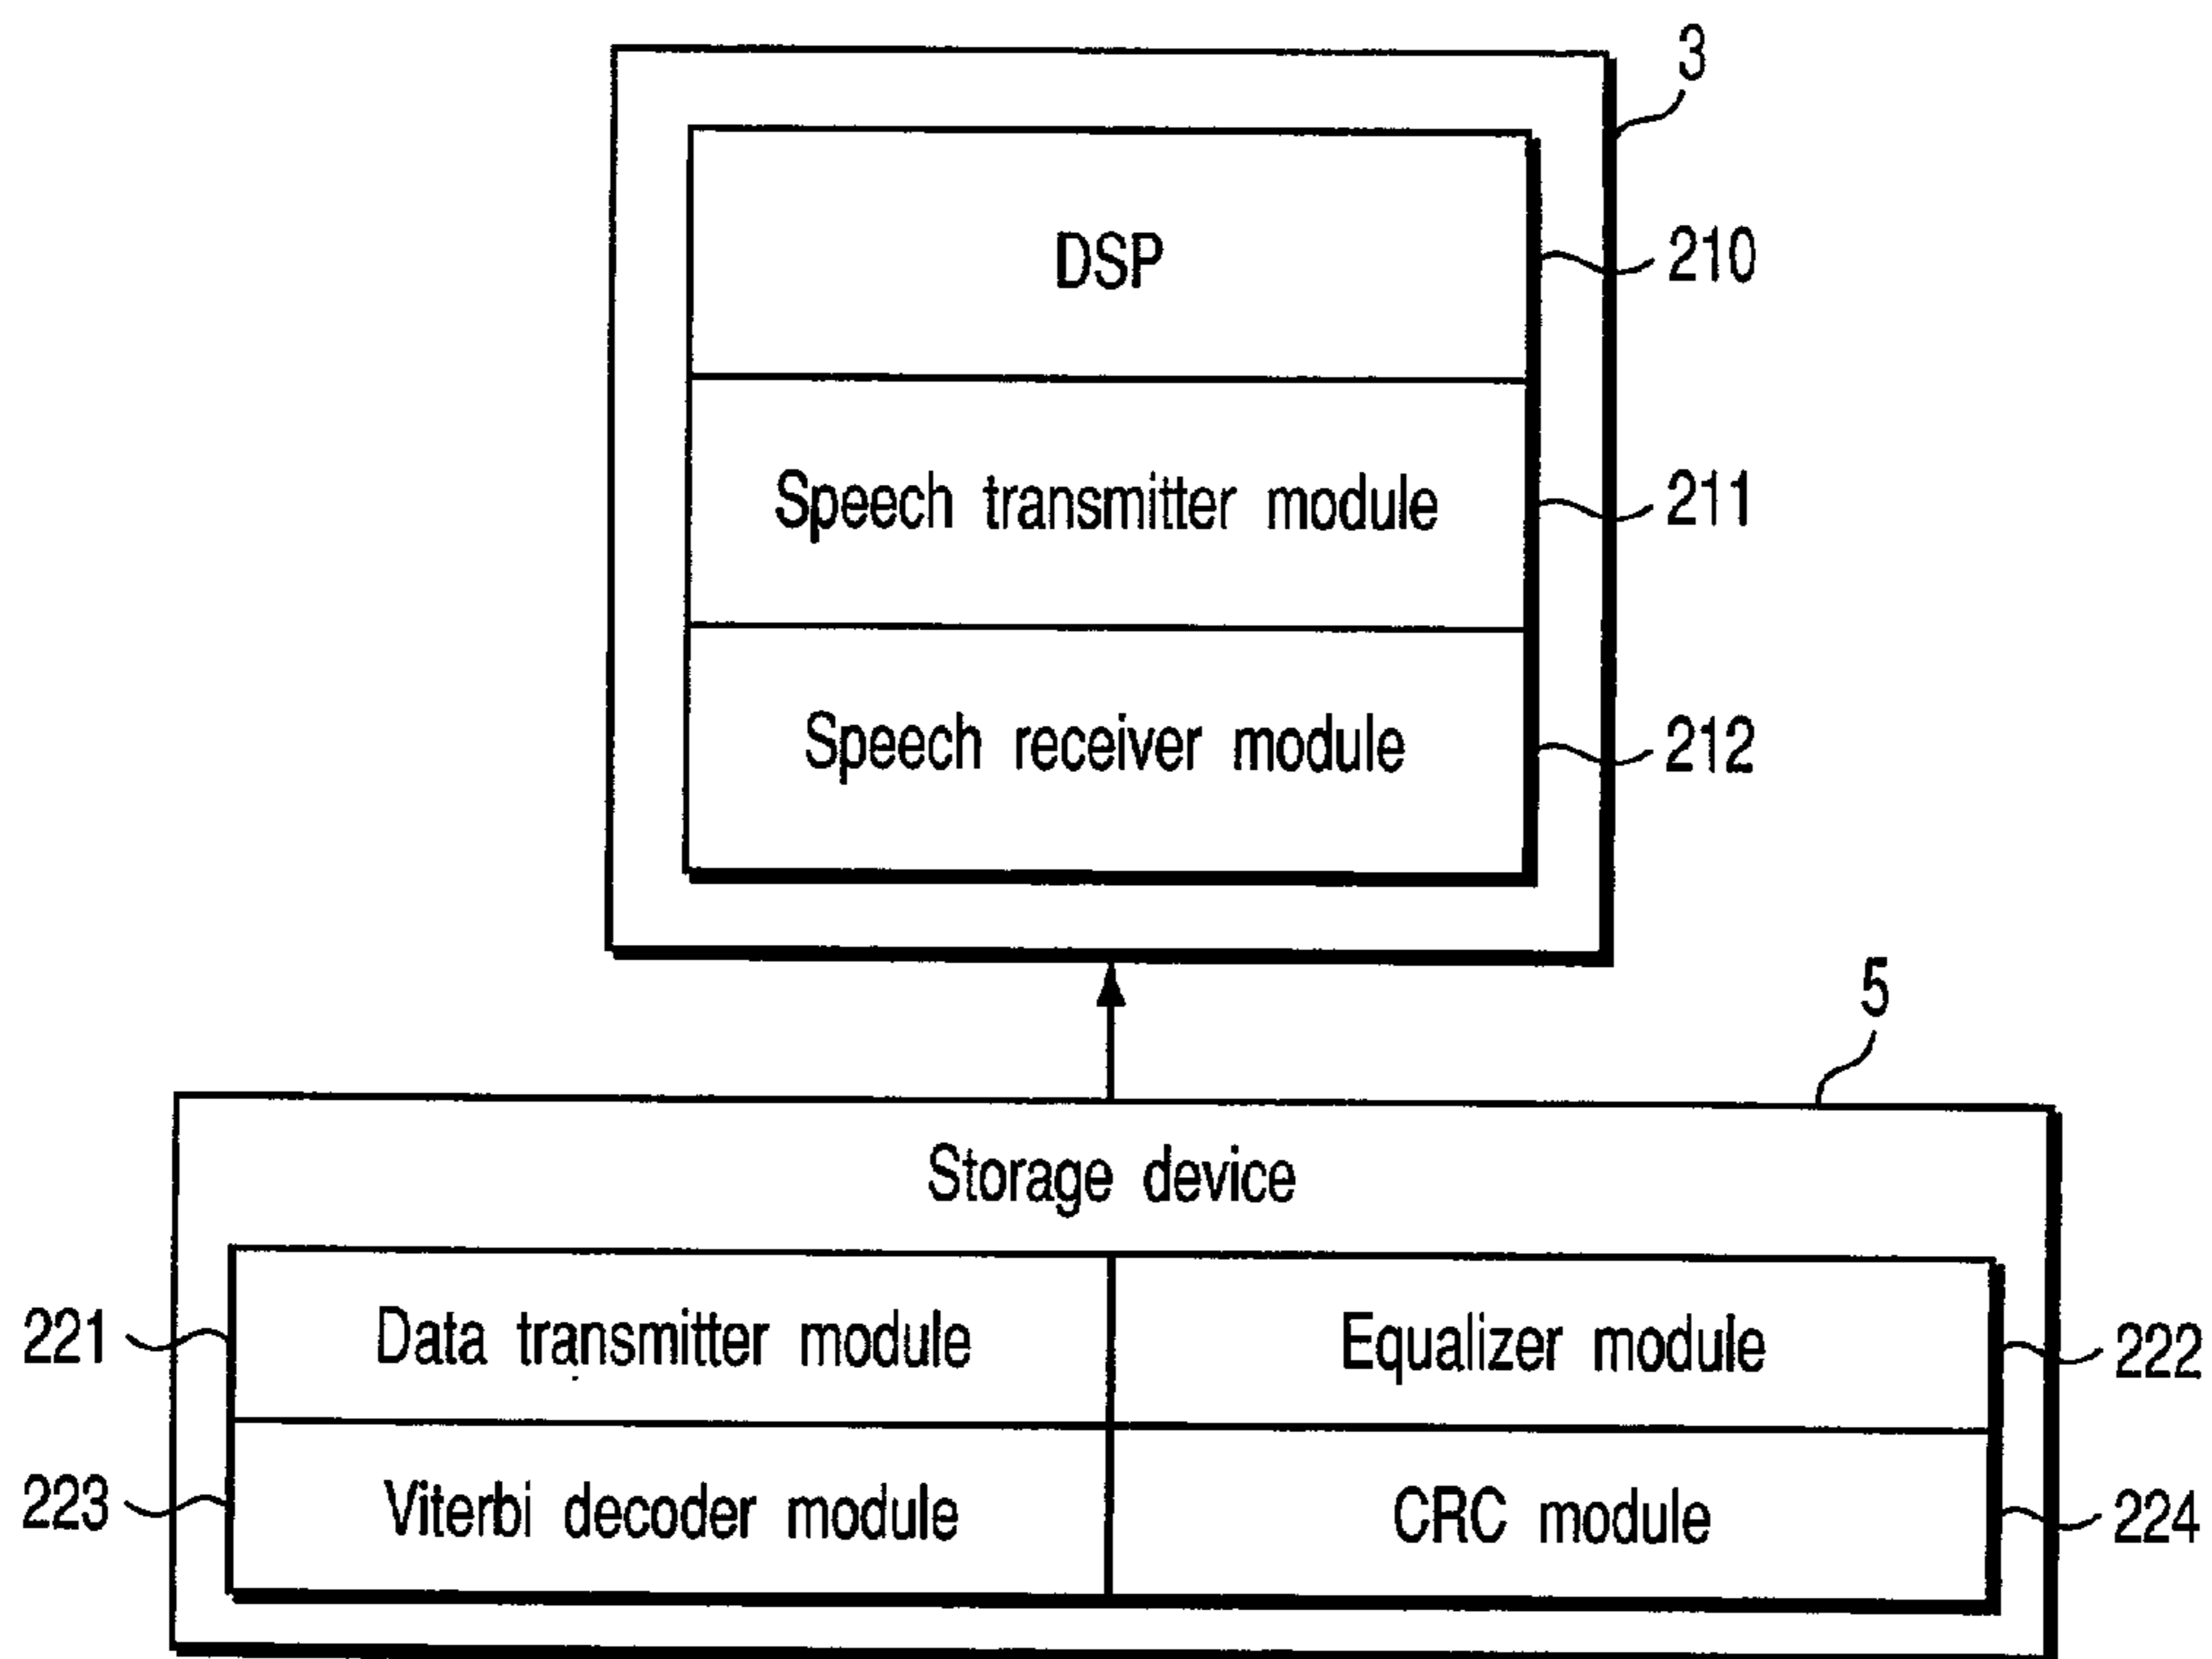 3
DSP
210
Speech transmitter module
211
Speech receiver module
212
5
Storage device
221
Data transmitter module
Equalizer module
222
223
Viterbi decoder module
CRC module
224